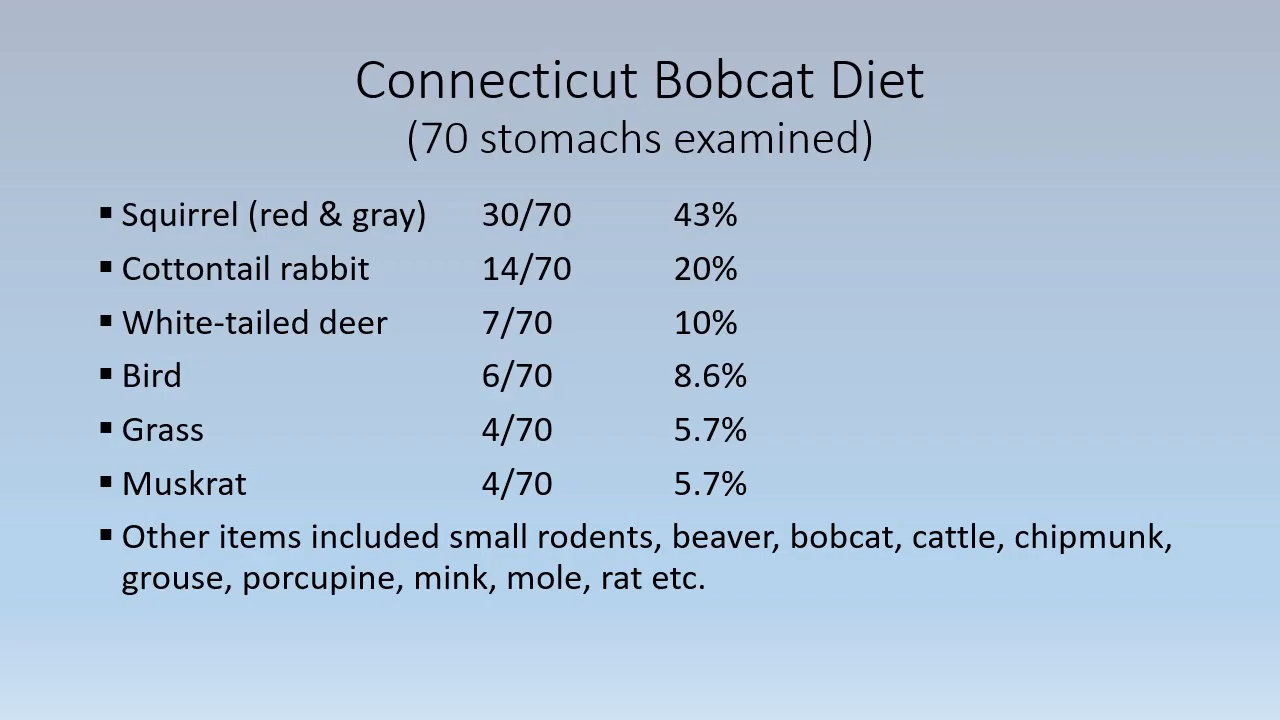 Connecticut Bobcat Diet
(70 stomachs examined)
▪ Squirrel (red & gray) 30/70 43%
▪ Cottontail rabbit 14/70 20%
▪ White-tailed deer 7/70 10%
▪ Bird 6/70 8.6%
▪ Grass 4/70 5.7%
▪ Muskrat 4/70 5.7%
▪ Other items included small rodents, beaver, bobcat, cattle, chipmunk,
grouse, porcupine, mink, mole, rat etc.